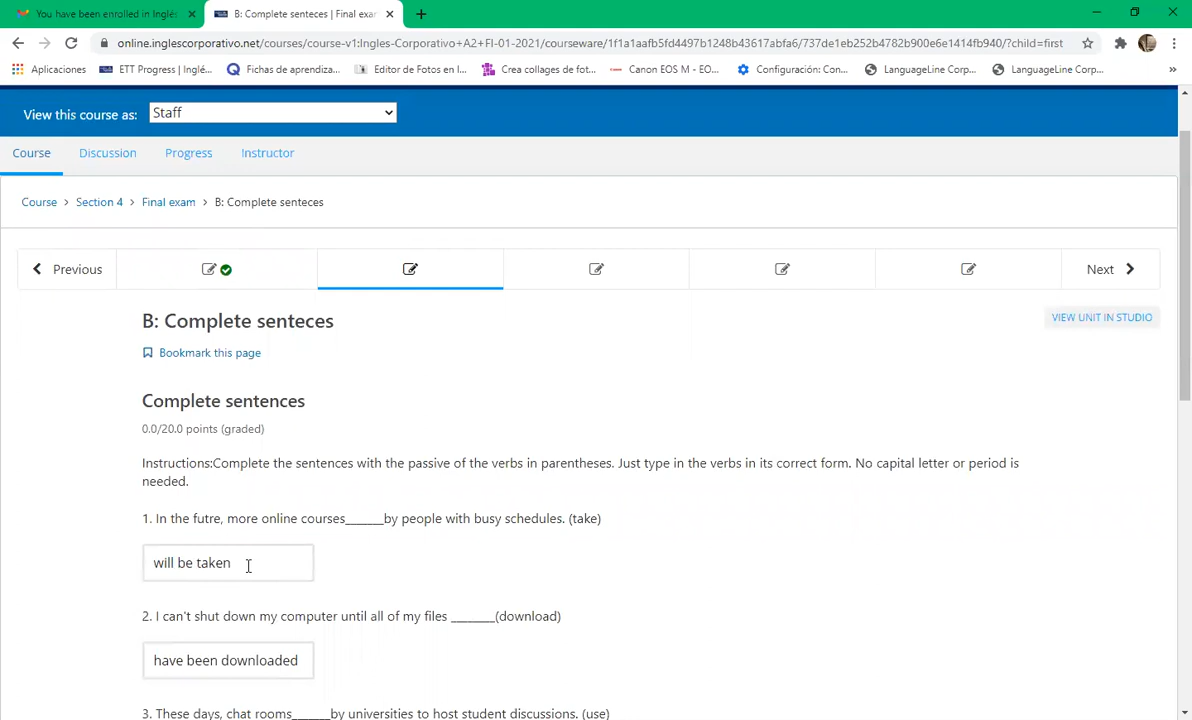 You have been enrolled in Inglés
B: Complete senteces | Final exar
online.inglescorporativo.net/courses/course-v1:Ingles-Corporativo+A2+FI-01-2021/courseware/1f1a1aafb5fd4497b1248b43617abfa6/737de1eb252b4782b900e6e1414fb940/?child=first
Aplicaciones ETT Progress | Inglé... Fichas de aprendiza... Editor de Fotos en l... Crea collages de fot... Canon EOS M - EO... Configuración: Con... LanguageLine Corp... LanguageLine Corp... »
View this course as: Staff
Course Discussion Progress Instructor
Course > Section 4 > Final exam > B: Complete senteces
Previous Next
B: Complete senteces
VIEW UNIT IN STUDIO
Bookmark this page
Complete sentences
0.0/20.0 points (graded)
Instructions:Complete the sentences with the passive of the verbs in parentheses. Just type in the verbs in its correct form. No capital letter or period is
needed.
1. In the futre, more online courses______by people with busy schedules. (take)
will be taken
2. I can't shut down my computer until all of my files _______(download)
have been downloaded
3. These days, chat rooms______by universities to host student discussions. (use)